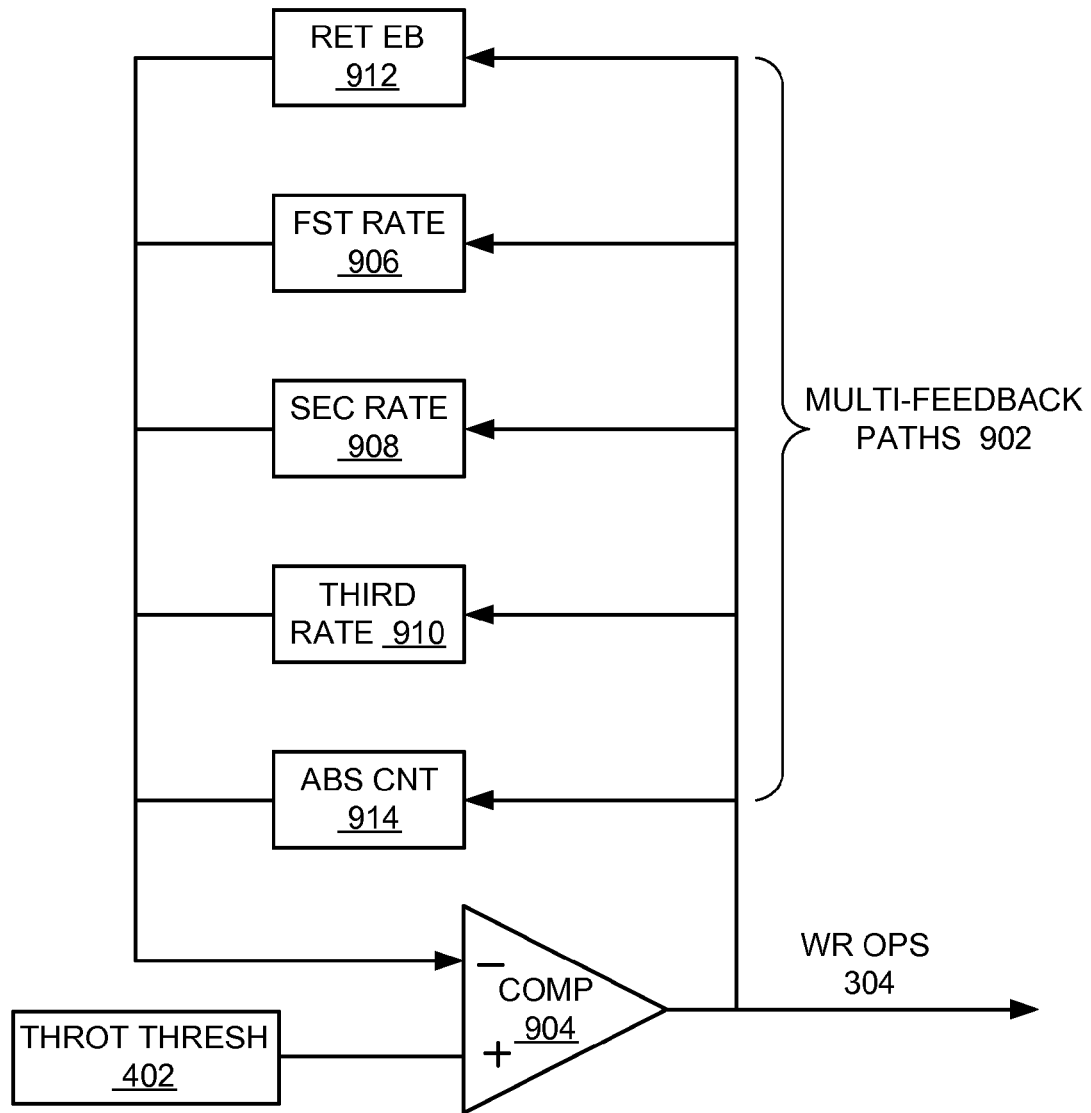 RET EB
912
FST RATE
906
SEC RATE
908
MULTI-FEEDBACK
PATHS 902
THIRD
RATE 910
ABS CNT
914
WR OPS
304
−
COMP
904
+
THROT THRESH
402